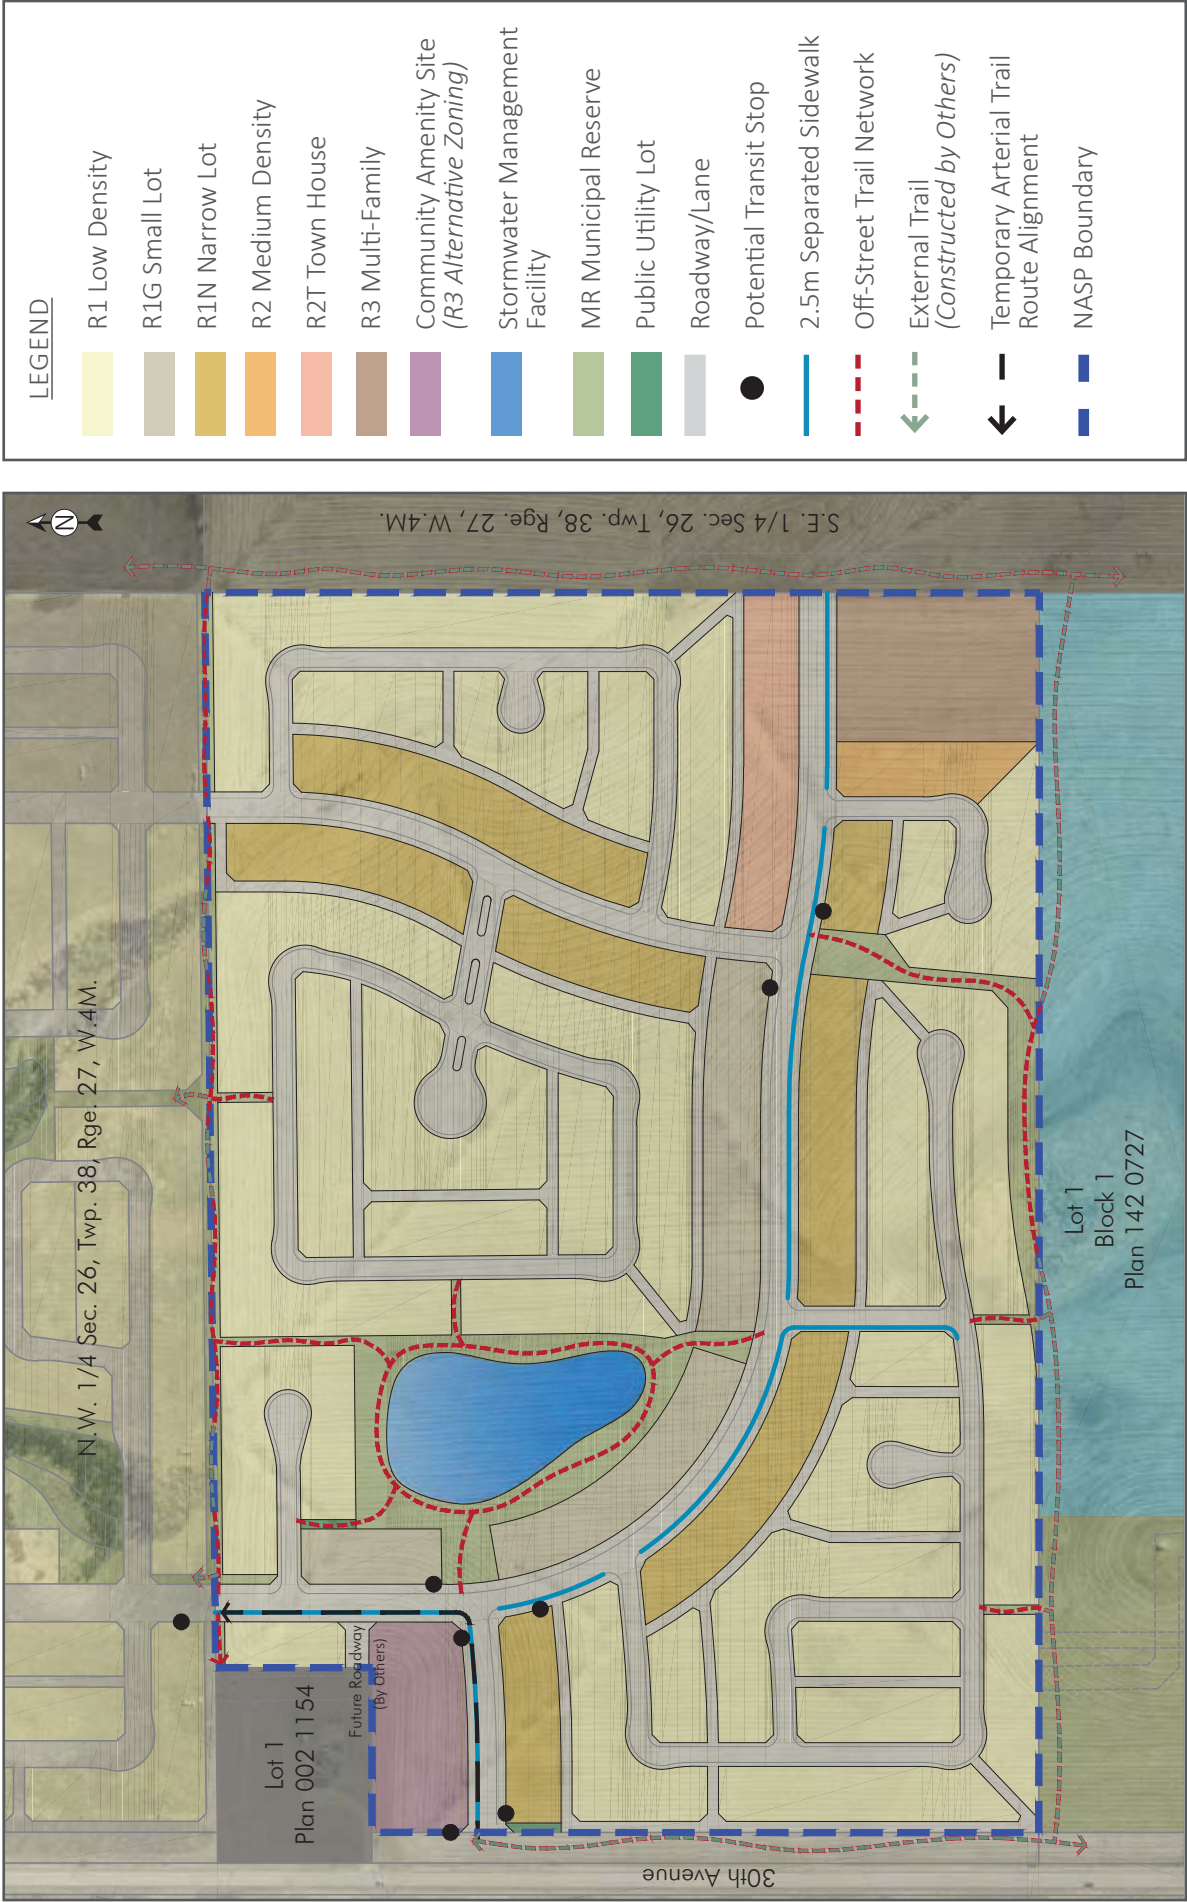 LEGEND
R1 Low Density
R1G Small Lot
R1N Narrow Lot
R2 Medium Density
R2T Town House
R3 Multi-Family
Community Amenity Site
(R3 Alternative Zoning)
Stormwater Management
Facility
MR Municipal Reserve
Public Utility Lot
Roadway/Lane
Potential Transit Stop
2.5m Separated Sidewalk
Off-Street Trail Network
External Trail
(Constructed by Others)
Temporary Arterial Trail
Route Alignment
NASP Boundary
N
N.W. 1/4 Sec. 26, Twp. 38, Rge. 27, W.4M.
S.E. 1/4 Sec. 26, Twp. 38, Rge. 27, W.4M.
Lot 1
Plan 002 1154
Future Roadway
(By Others)
Lot 1
Block 1
Plan 142 0727
30th Avenue